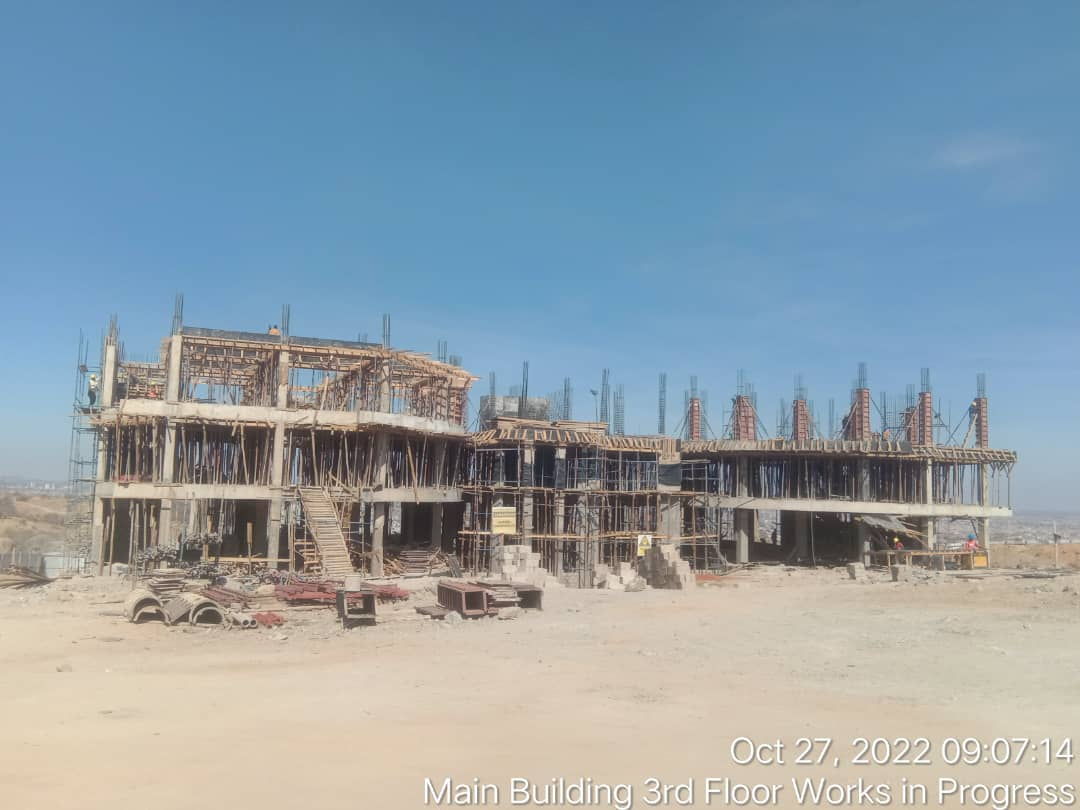 Oct 27, 2022 09:07:14
Main Building 3rd Floor Works in Progress